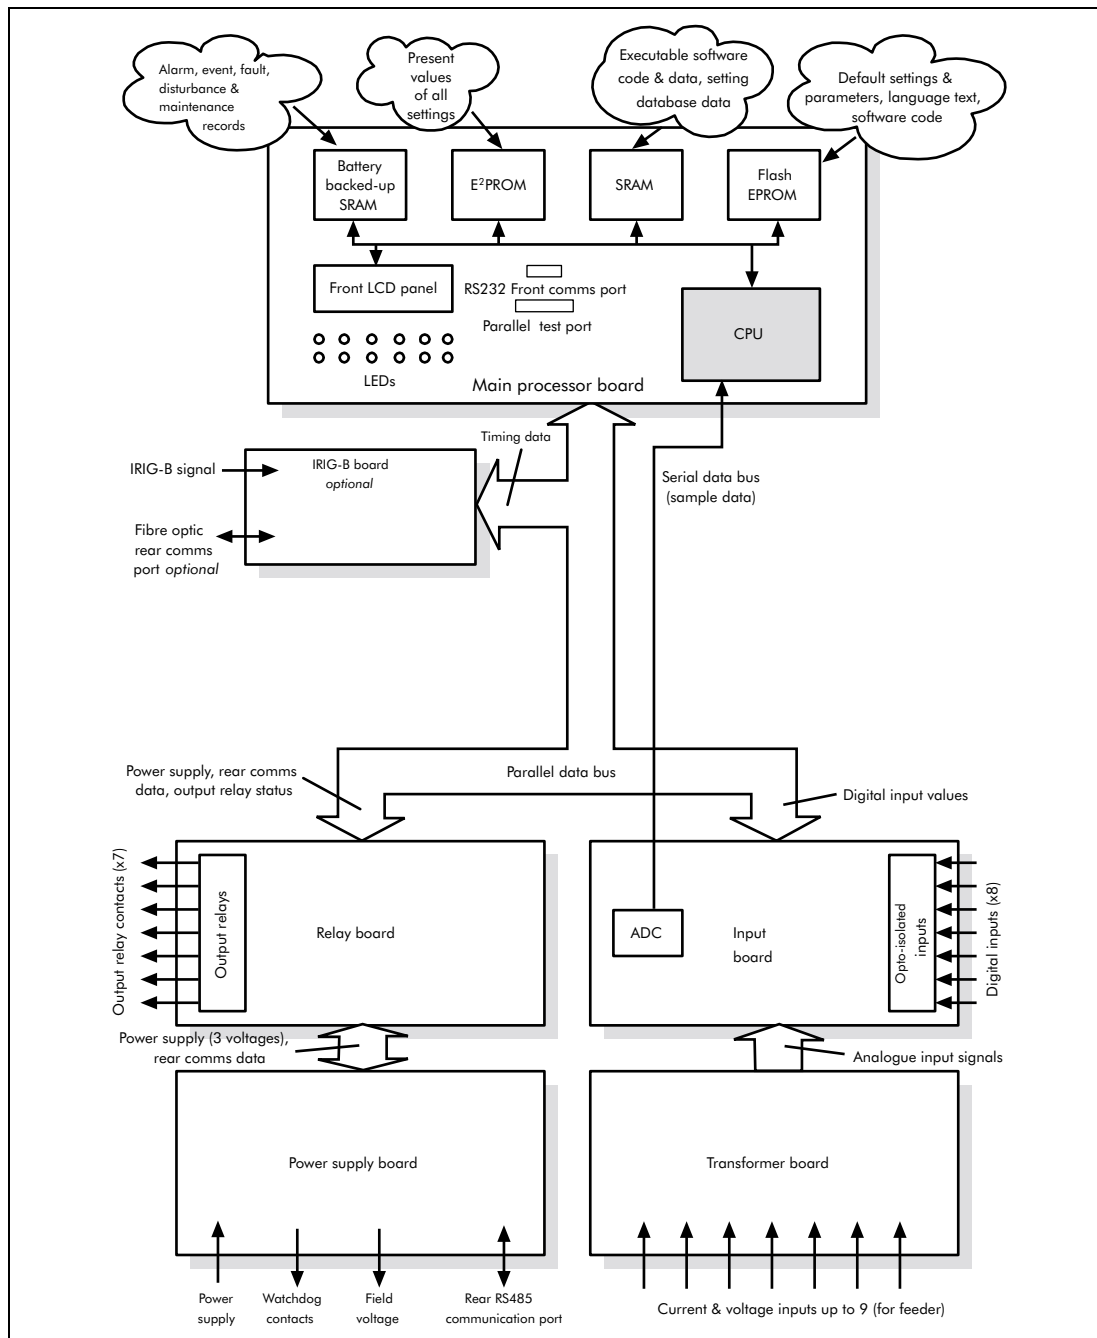 Alarm, event, fault,
disturbance &
maintenance
records
Present
values
of all
settings
Executable software
code & data, setting
database data
Default settings &
parameters, language text,
software code
Battery
backed-up
SRAM
E²PROM
SRAM
Flash
EPROM
Front LCD panel
RS232 Front comms port
Parallel test port
CPU
LEDs
Main processor board
Timing data
IRIG-B signal
IRIG-B board
optional
Serial data bus
(sample data)
Fibre optic
rear comms
port optional
Power supply, rear comms
data, output relay status
Parallel data bus
Digital input values
Output relay contacts (x7)
Output relays
Relay board
ADC
Input
board
Opto-isolated
inputs
Digital inputs (x8)
Power supply (3 voltages),
rear comms data
Analogue input signals
Power supply board
Transformer board
Power
supply
Watchdog
contacts
Field
voltage
Rear RS485
communication port
Current & voltage inputs up to 9 (for feeder)